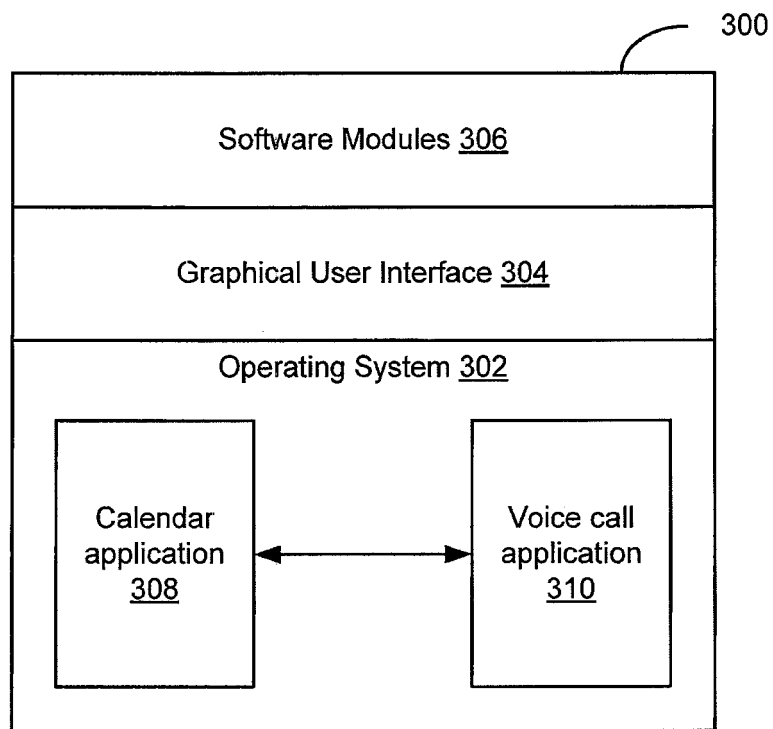 300
Software Modules 306
Graphical User Interface 304
Operating System 302
Calendar
application
308
Voice call
application
310